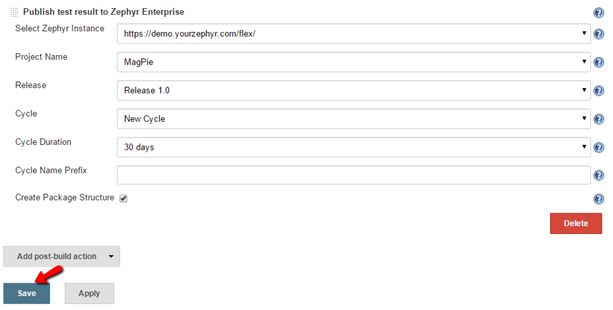 Publish test result to Zephyr Enterprise
Select Zephyr Instance https://demo.yourzephyr.com/flex/
Project Name MagPie
Release Release 1.0
Cycle New Cycle
Cycle Duration 30 days
Cycle Name Prefix
Create Package Structure
Delete
Add post-build action
Save Apply